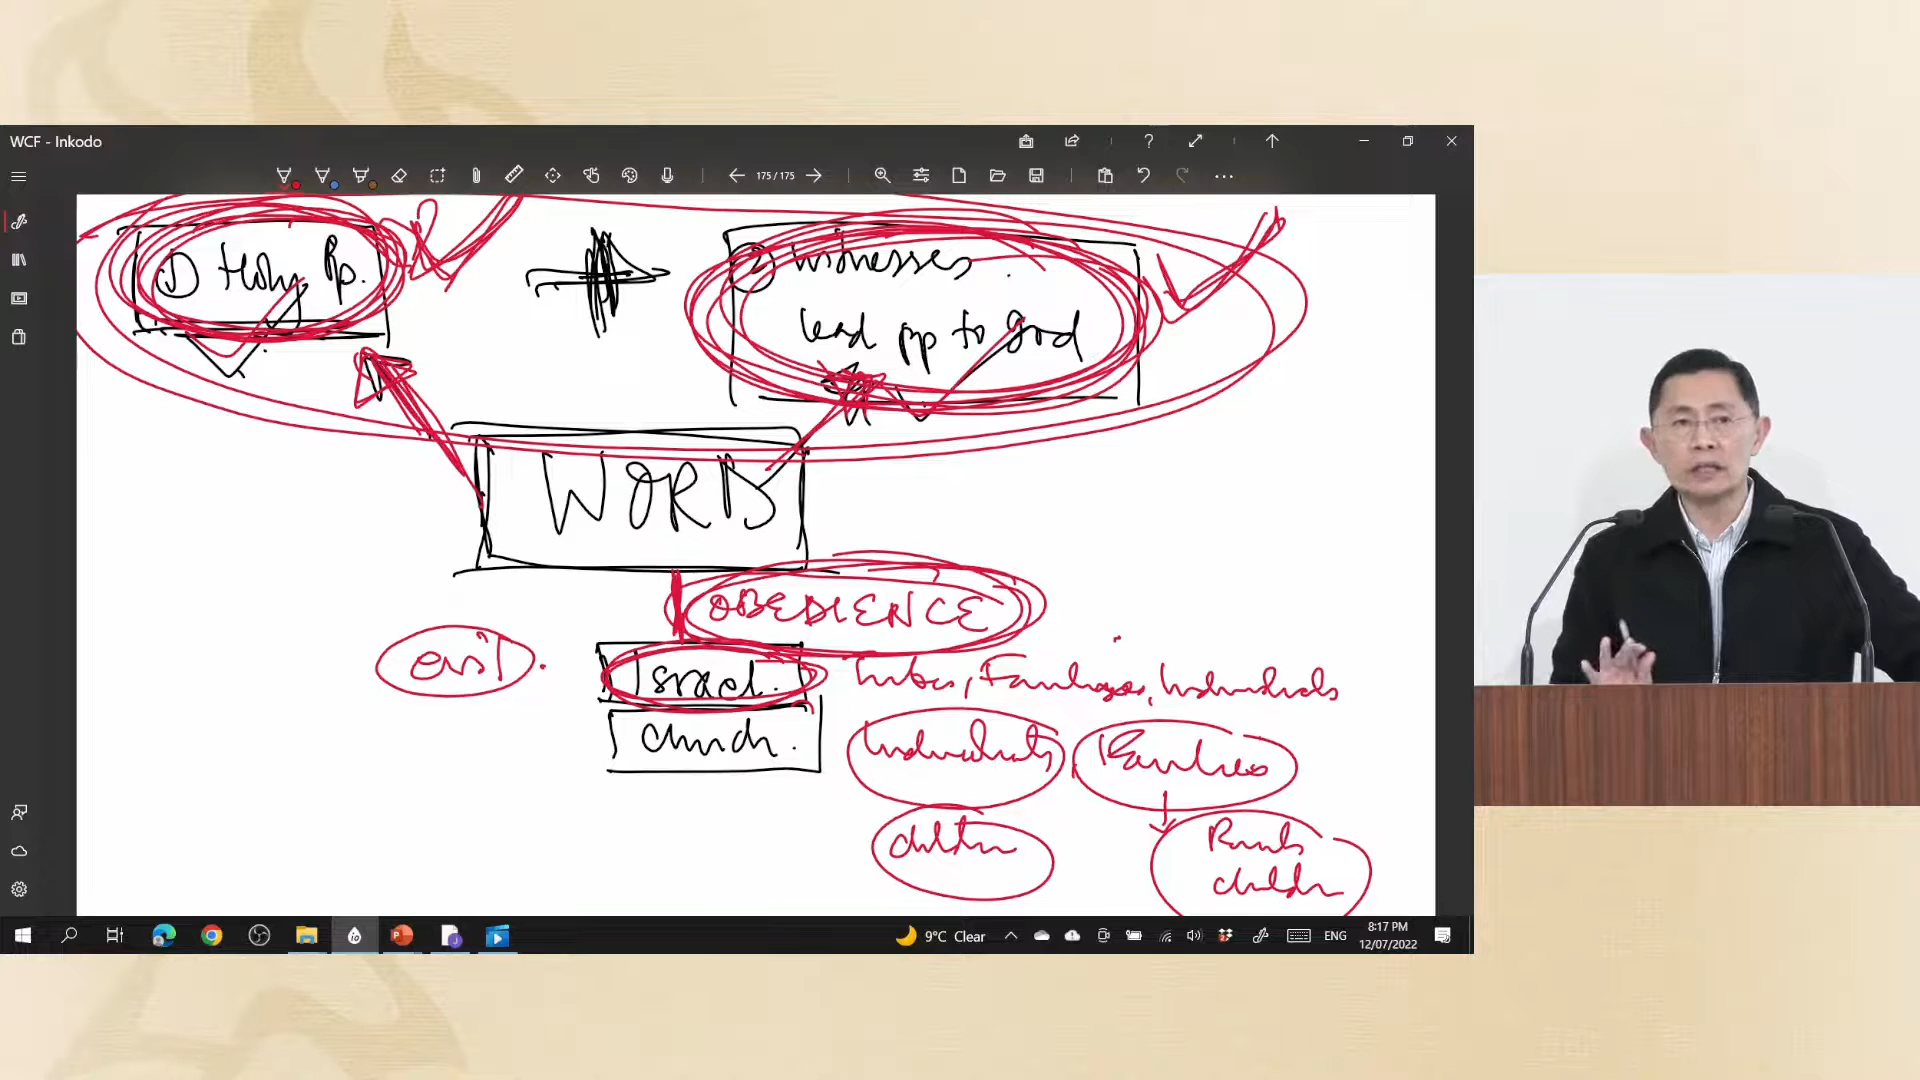 WCF - Inkodo
175 / 175
1) Holy Pp.
2) Witnesses.
lead pp to God
WORD
OBEDIENCE
Israel.
Tribes, Families, Individuals
church.
Individuals
Families
children
Parents
children
9°C Clear
ENG
8:17 PM
12/07/2022